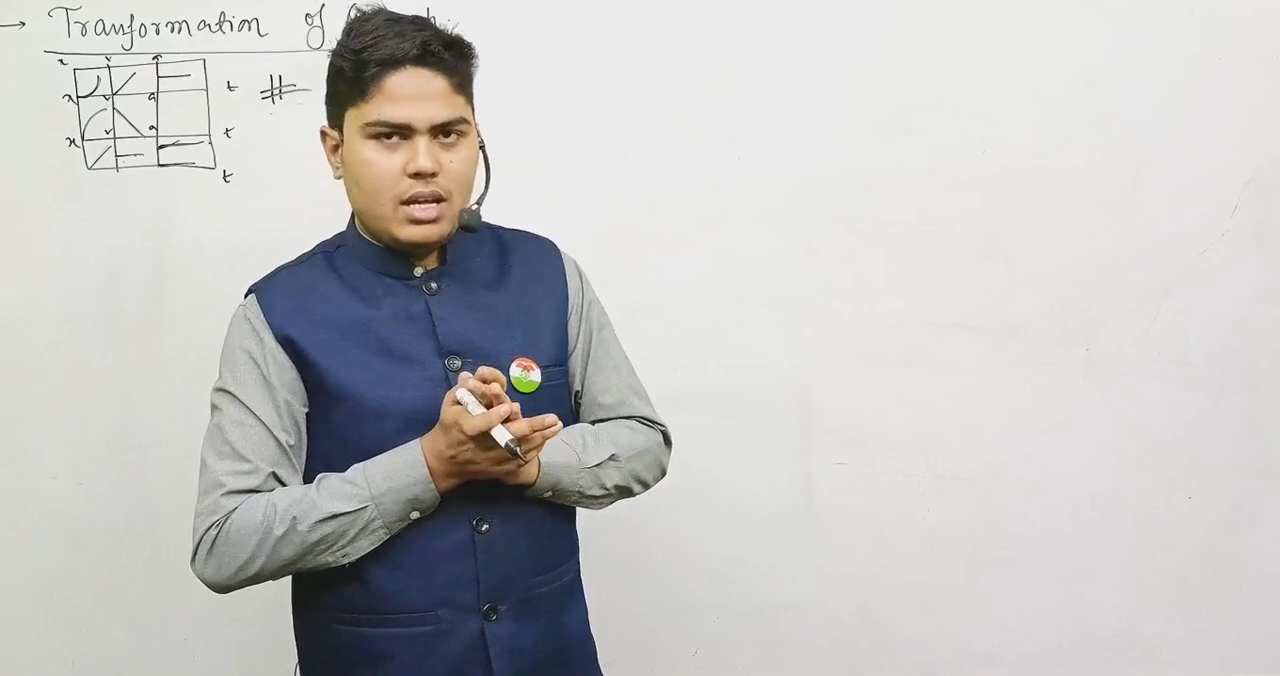 → Tranformation of
x v a
t #
x v a
t
x v a
t